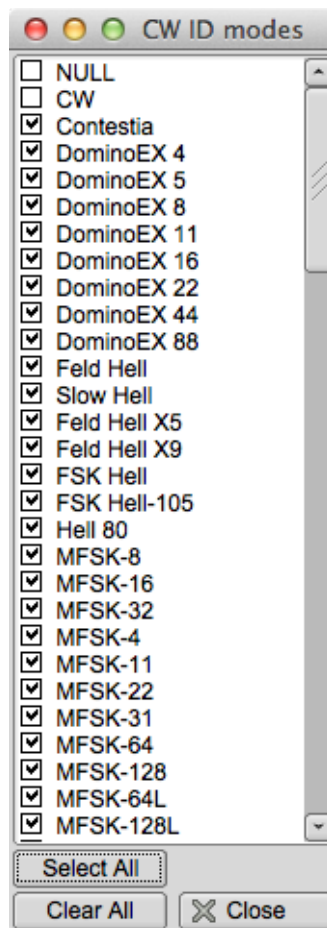 CW ID modes
NULL
CW
Contestia
DominoEX 4
DominoEX 5
DominoEX 8
DominoEX 11
DominoEX 16
DominoEX 22
DominoEX 44
DominoEX 88
Feld Hell
Slow Hell
Feld Hell X5
Feld Hell X9
FSK Hell
FSK Hell-105
Hell 80
MFSK-8
MFSK-16
MFSK-32
MFSK-4
MFSK-11
MFSK-22
MFSK-31
MFSK-64
MFSK-128
MFSK-64L
MFSK-128L
Select All
Clear All Close